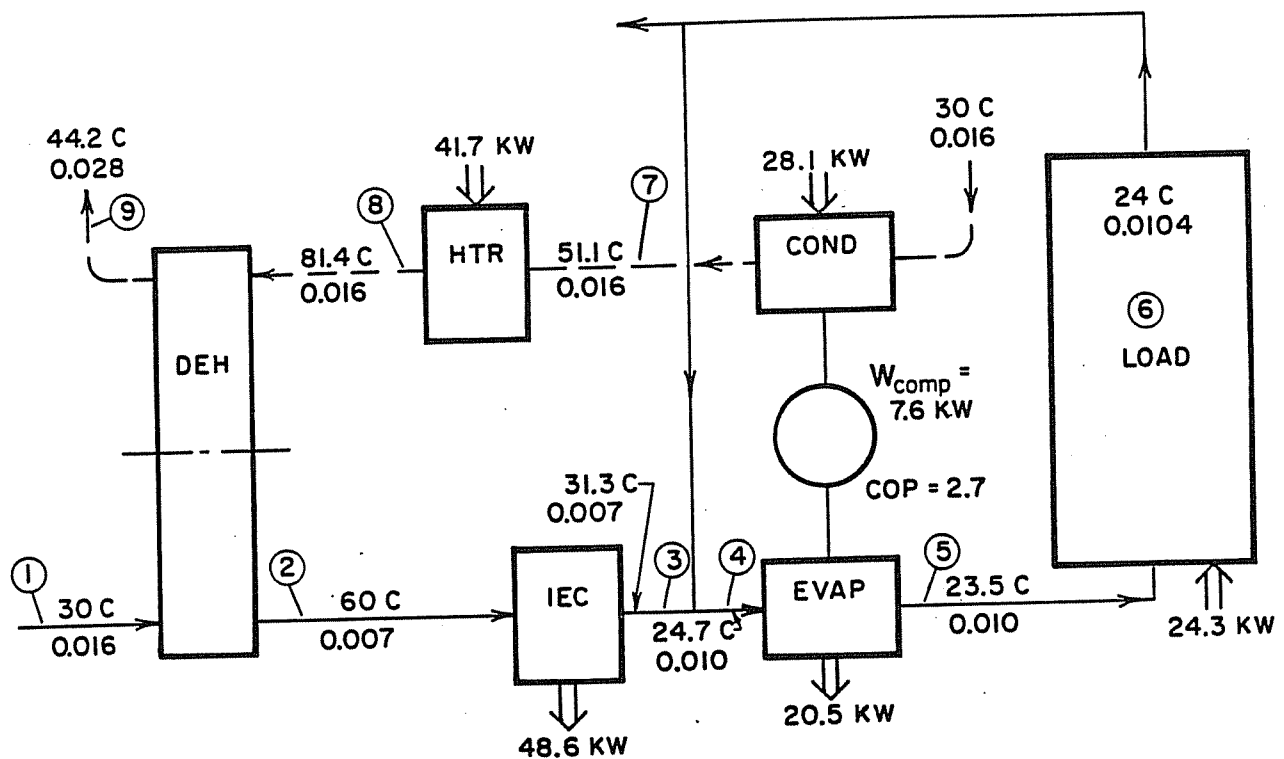 30 C
0.016
44.2 C
0.028
9
41.7 KW
28.1 KW
7
8
HTR
COND
81.4 C
0.016
51.1 C
0.016
24 C
0.0104
6
LOAD
DEH
W comp =
7.6 KW
COP = 2.7
31.3 C
0.007
1
30 C
0.016
2
60 C
0.007
IEC
3
4
24.7 C
0.010
EVAP
5
23.5 C
0.010
24.3 KW
48.6 KW
20.5 KW